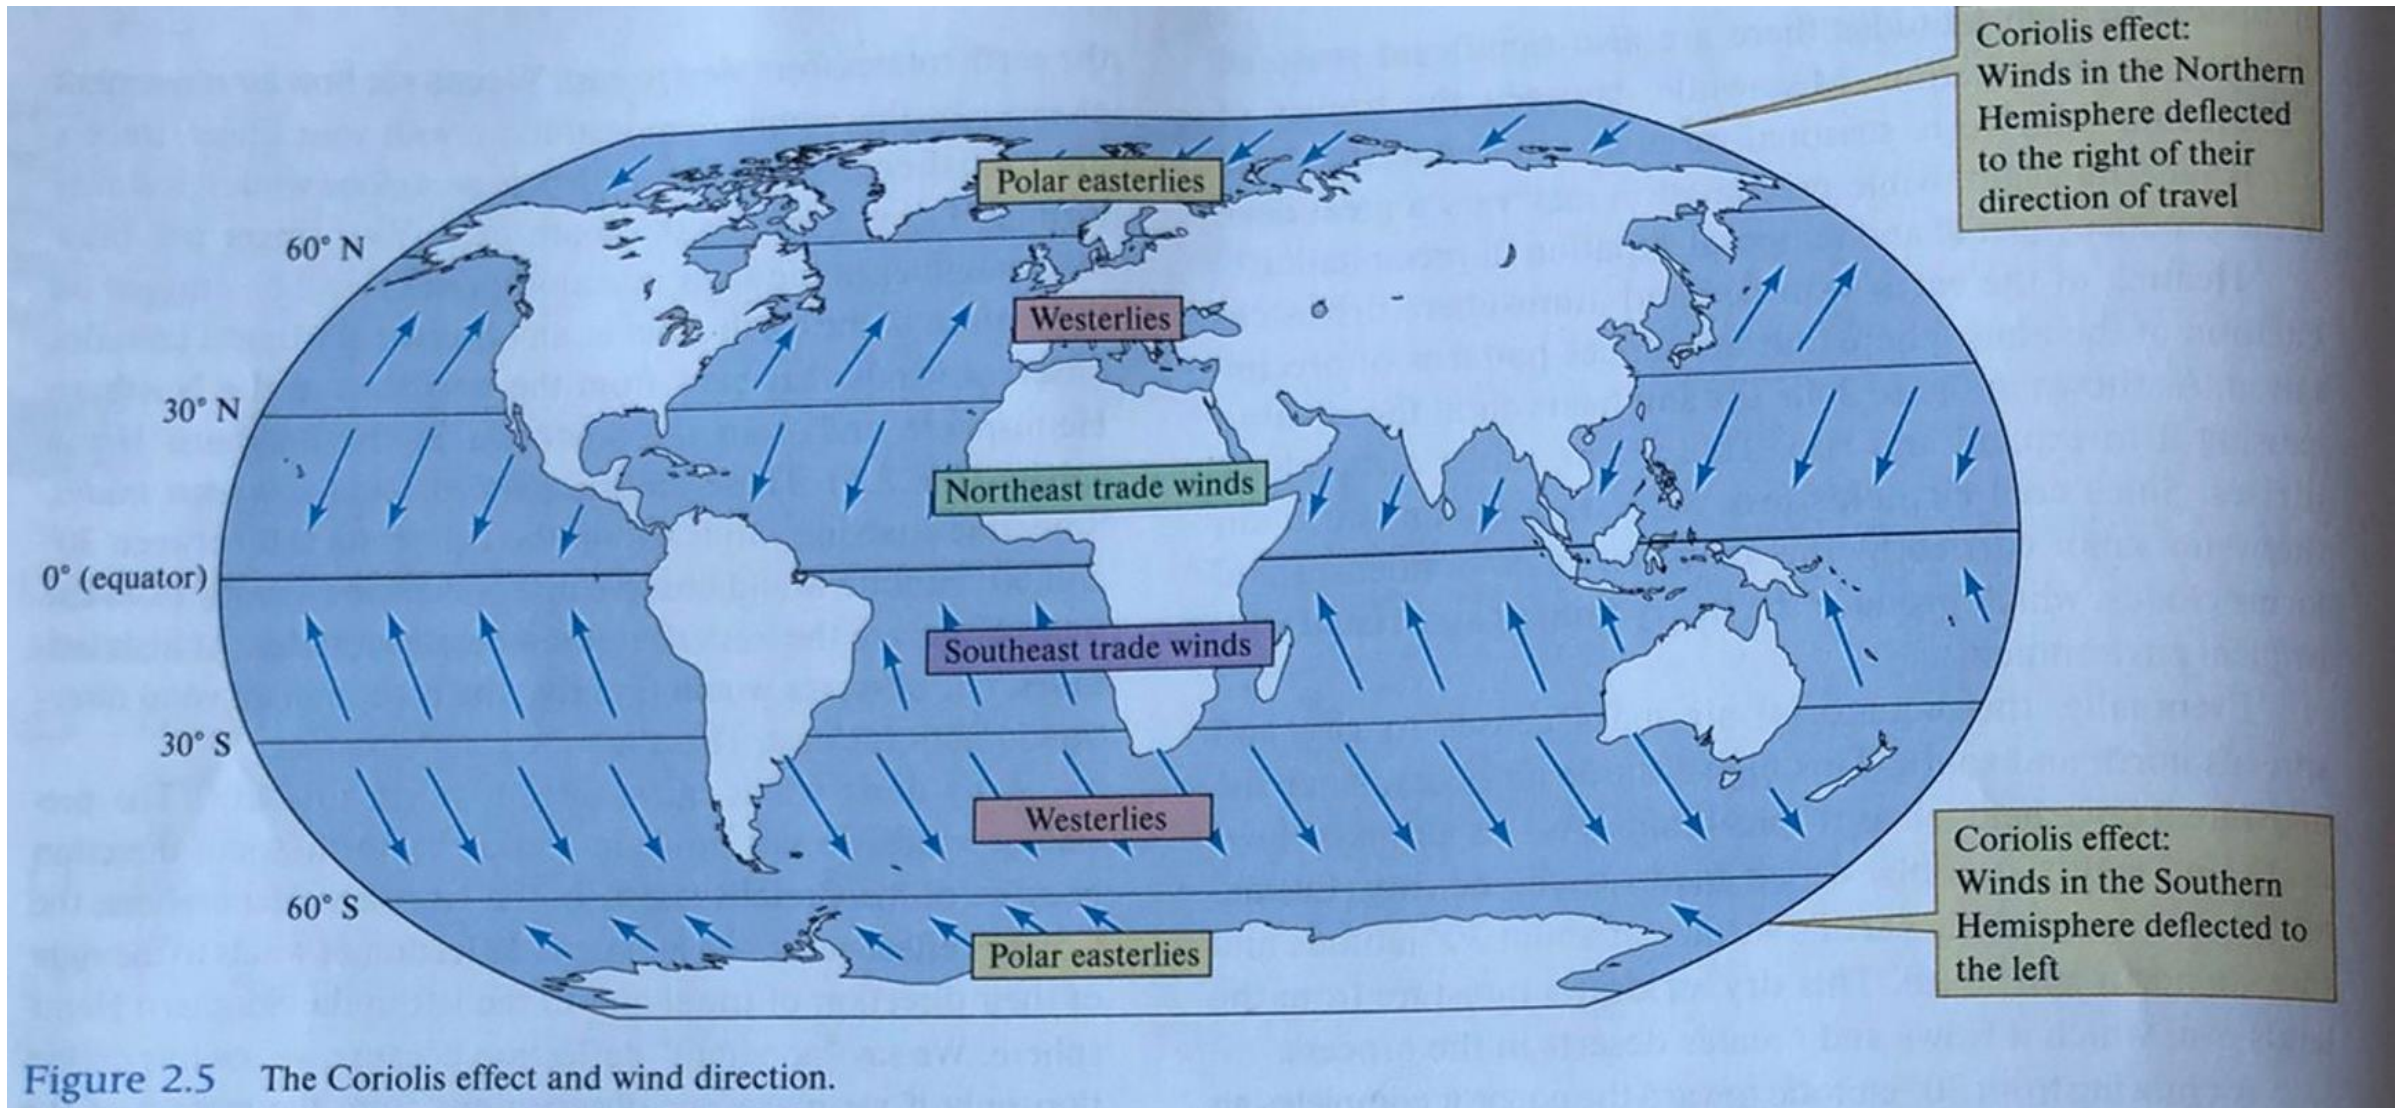 Coriolis effect:
Winds in the Northern
Hemisphere deflected
to the right of their
direction of travel
Polar easterlies
60° N
Westerlies
30° N
Northeast trade winds
0° (equator)
Southeast trade winds
30° S
Westerlies
Coriolis effect:
Winds in the Southern
Hemisphere deflected to
the left
60° S
Polar easterlies
Figure 2.5 The Coriolis effect and wind direction.